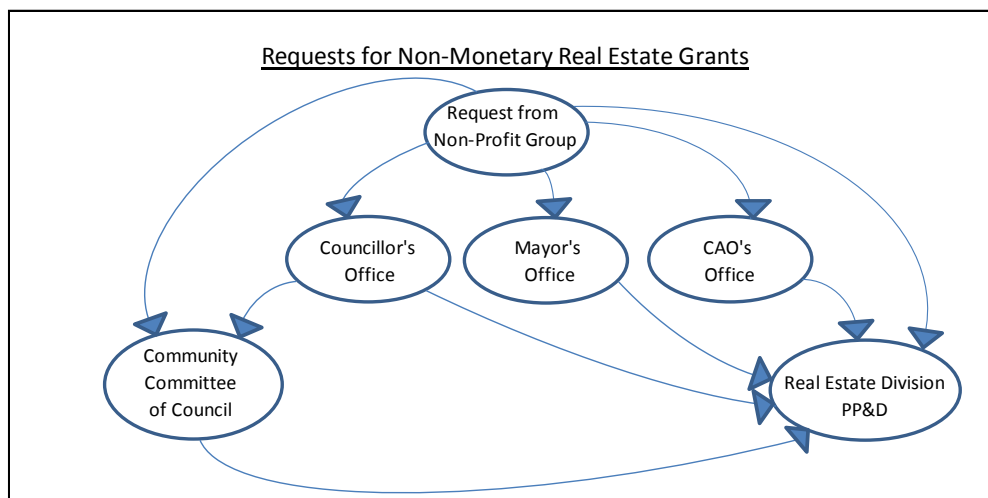 Requests for Non-Monetary Real Estate Grants
Request from
Non-Profit Group
Councillor's
Office
Mayor's
Office
CAO's
Office
Community
Committee
of Council
Real Estate Division
PP&D